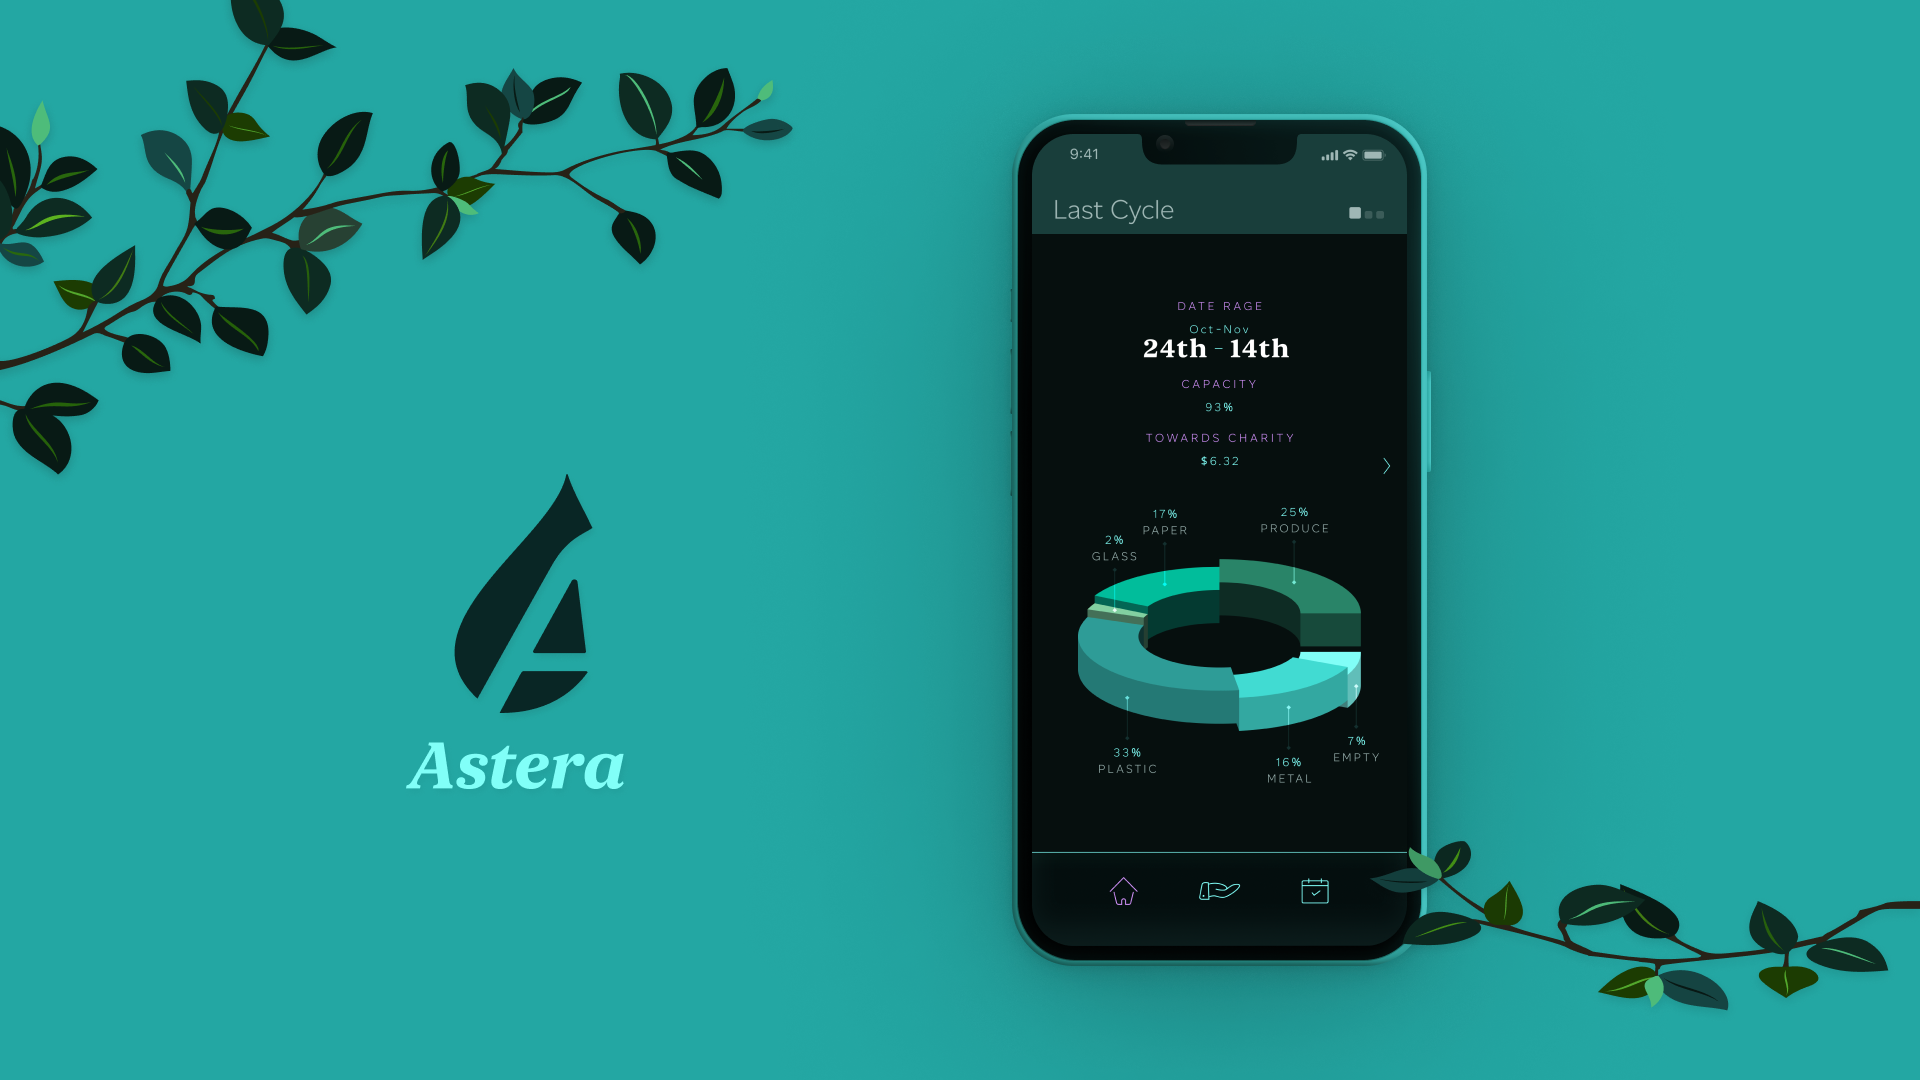 Astera
9:41
Last Cycle
DATE RAGE
Oct-Nov
24th - 14th
CAPACITY
93%
TOWARDS CHARITY
$6.32
17%
PAPER
25%
PRODUCE
2%
GLASS
33%
PLASTIC
16%
METAL
7%
EMPTY